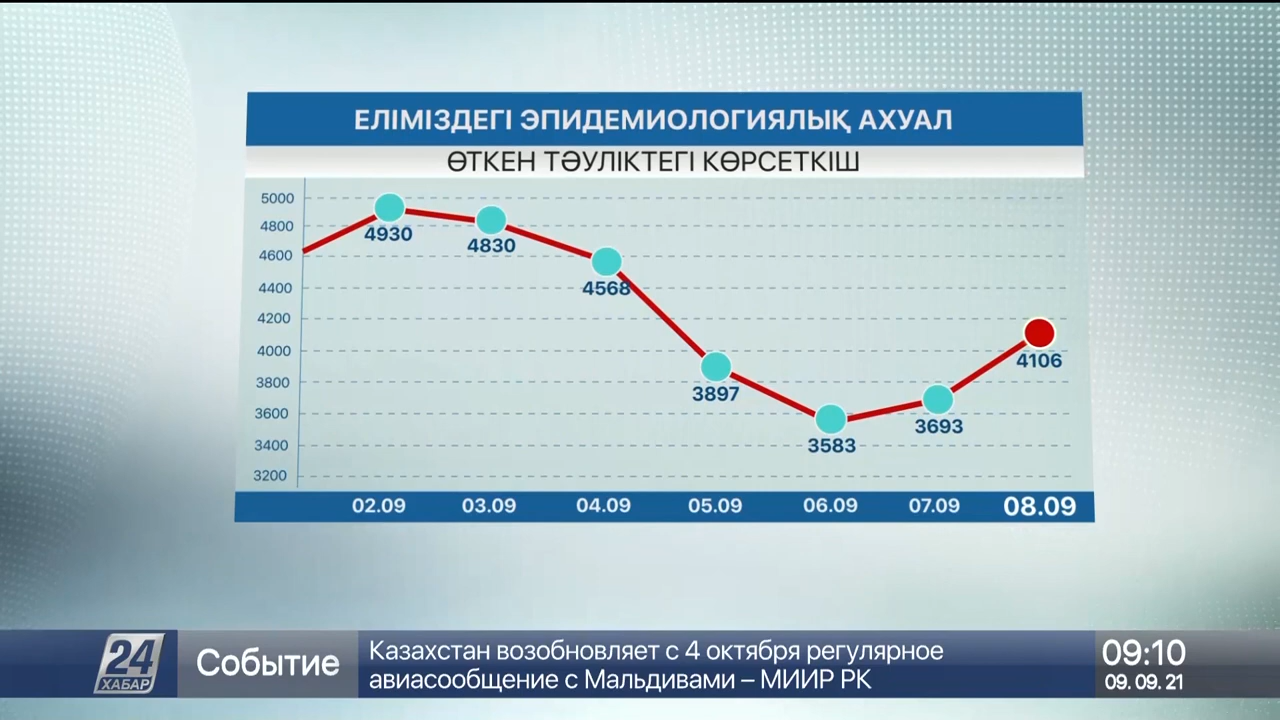 ЕЛІМІЗДЕГІ ЭПИДЕМИОЛОГИЯЛЫҚ АХУАЛ
ӨТКЕН ТӘУЛІКТЕГІ КӨРСЕТКІШ
5000
4800
4600
4400
4200
4000
3800
3600
3400
3200
4930
4830
4568
3897
3583
3693
4106
02.09 03.09 04.09 05.09 06.09 07.09 08.09
24
ХАБАР
Событие
Казахстан возобновляет с 4 октября регулярное
авиасообщение с Мальдивами – МИИР РК
09:10
09. 09. 21